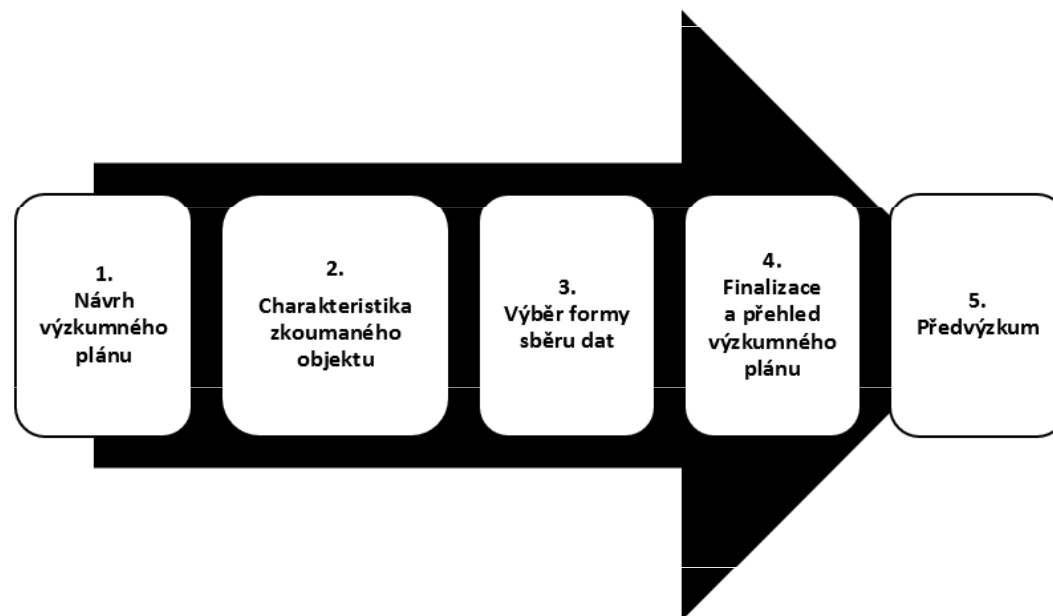 1.
Návrh
výzkumného
plánu
2.
Charakteristika
zkoumaného
objektu
3.
Výběr formy
sběru dat
4.
Finalizace
a přehled
výzkumného
plánu
5.
Předvýzkum